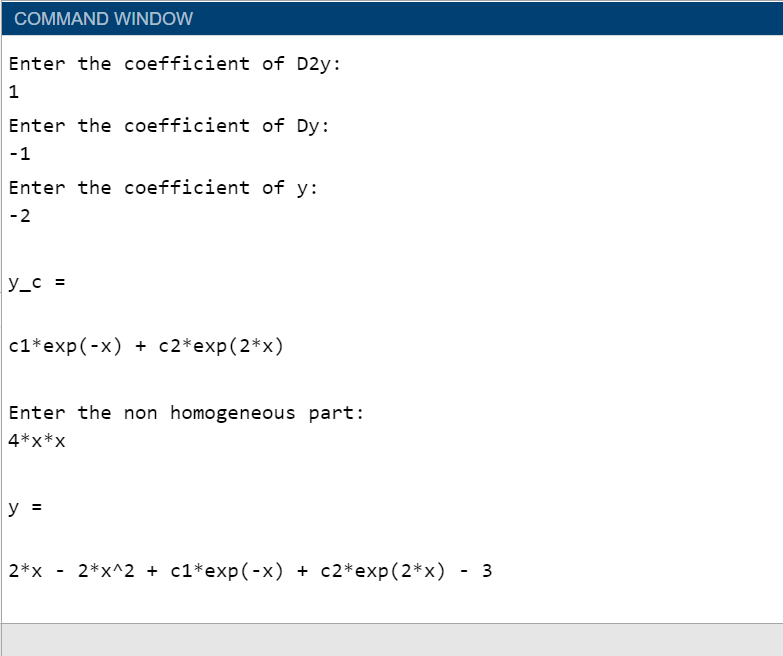 COMMAND WINDOW
Enter the coefficient of D2y:
1
Enter the coefficient of Dy:
-1
Enter the coefficient of y:
-2
y_c =
c1*exp(-x) + c2*exp(2*x)
Enter the non homogeneous part:
4*x*x
y =
2*x - 2*x^2 + c1*exp(-x) + c2*exp(2*x) - 3